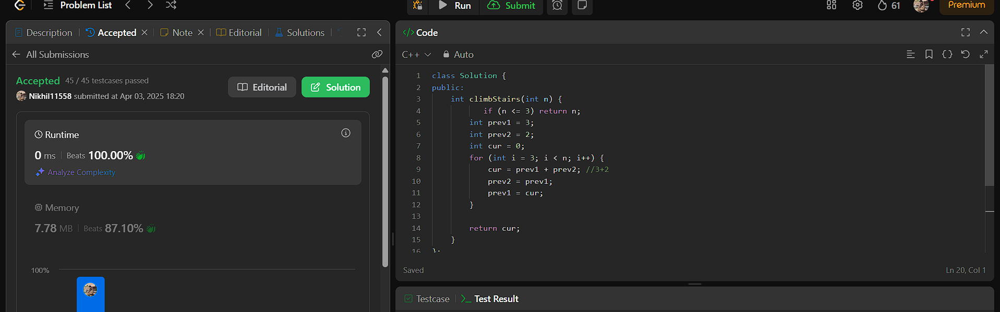 Problem List
Run
Submit
61
Premium
Description
Accepted
Note
Editorial
Solutions
All Submissions
Accepted 45 / 45 testcases passed
Nikhil11558 submitted at Apr 03, 2025 18:20
Editorial
Solution
Runtime
0 ms
Beats 100.00%
Analyze Complexity
Memory
7.78 MB
Beats 87.10%
100%
</> Code
C++
Auto
1 class Solution {
2 public:
3 int climbStairs(int n) {
4 if (n <= 3) return n;
5 int prev1 = 3;
6 int prev2 = 2;
7 int cur = 0;
8 for (int i = 3; i < n; i++) {
9 cur = prev1 + prev2; //3+2
10 prev2 = prev1;
11 prev1 = cur;
12 }
13
14 return cur;
15 }
16 };
Saved
Ln 20, Col 1
Testcase
Test Result